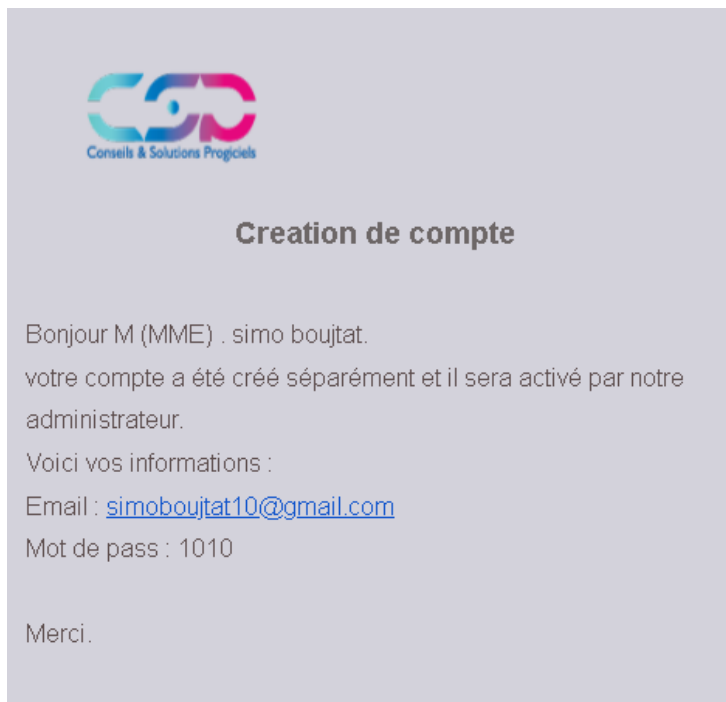 CSP
Conseils & Solutions Progiciels
Creation de compte
Bonjour M (MME) . simo boujtat.
votre compte a été créé séparément et il sera activé par notre
administrateur.
Voici vos informations :
Email : simoboujtat10@gmail.com
Mot de pass : 1010
Merci.